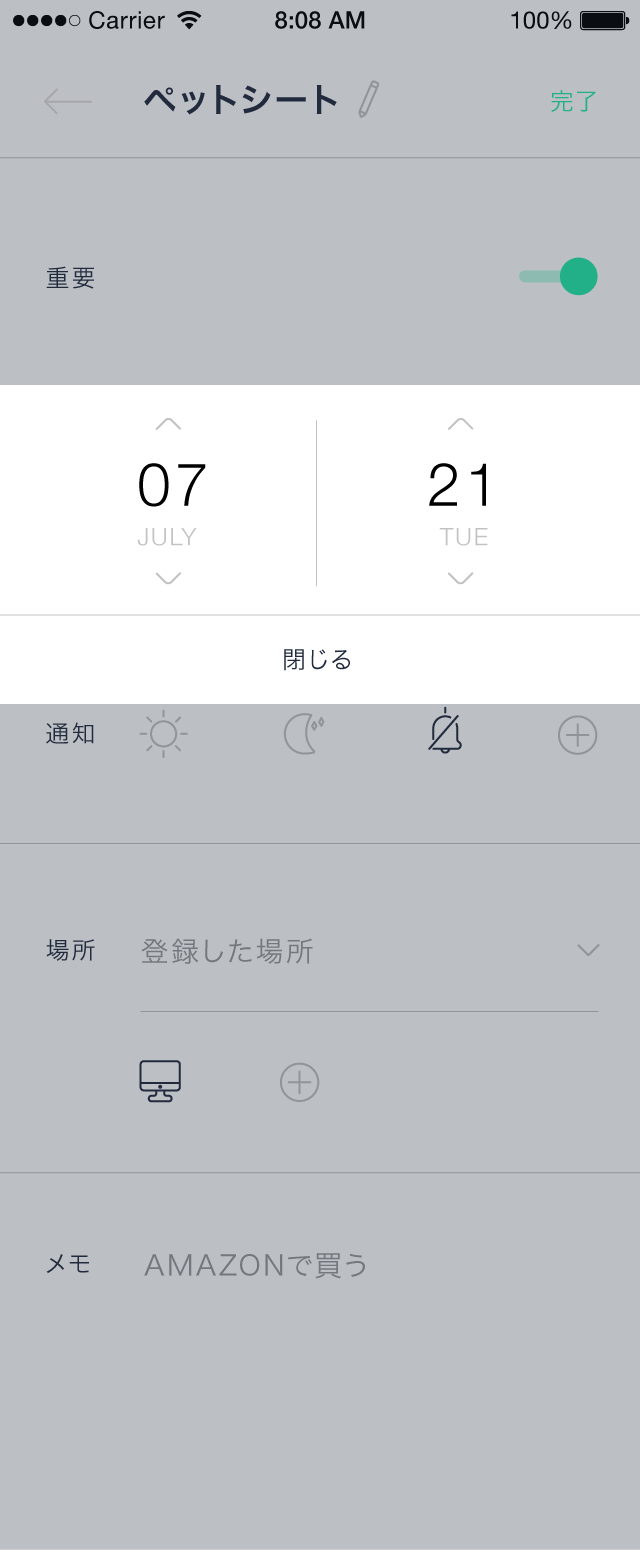 Carrier 8:08 AM 100%
ペットシート 完了
重要
07 21
JULY TUE
閉じる
通知
場所 登録した場所
メモ AMAZONで買う